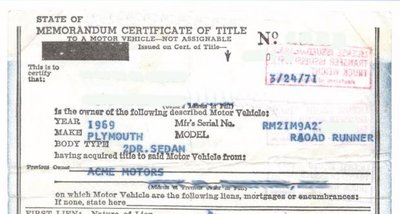 STATE OF
MEMORANDUM CERTIFICATE OF TITLE
TO A MOTOR VEHICLE—NOT ASSIGNABLE
Issued on Cert. of Title—
No.
This is to
certify
that:
3/24/71
is the owner of the following described Motor Vehicle:
YEAR 1969 Mfr's Serial No. RM21M9A2
MAKE PLYMOUTH MODEL RAOAD RUNNER
BODY TYPE 2DR.SEDAN
having acquired title to said Motor Vehicle from:
Previous Owner ACME MOTORS
on which Motor Vehicle are the following liens, mortgages or encumbrances:
If none, state here
FIRST LIEN: Nature of Lien